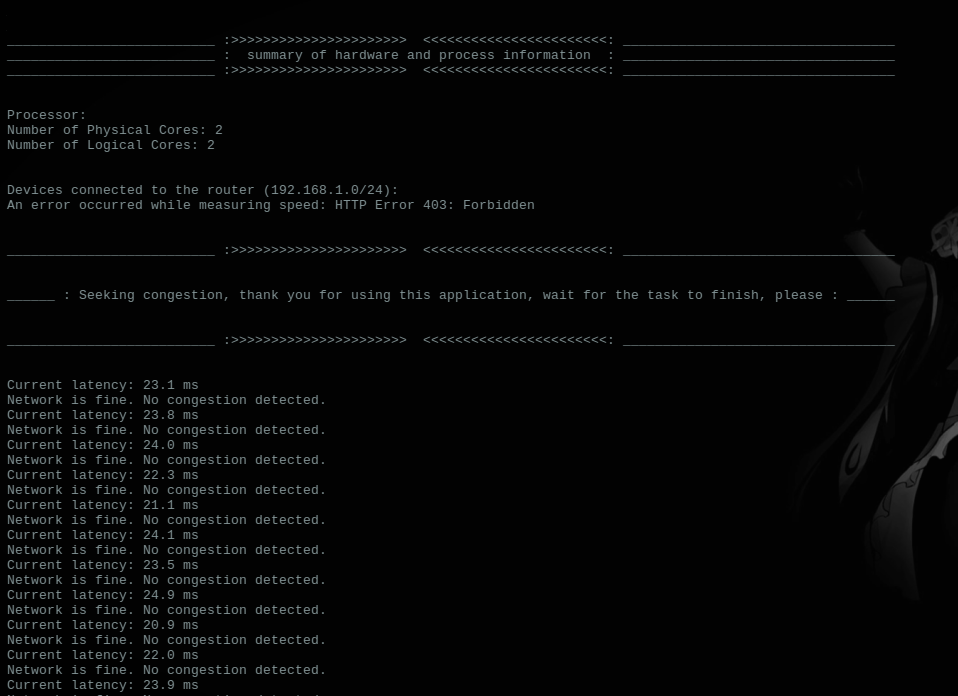 __________________________ :>>>>>>>>>>>>>>>>>>>>>>  <<<<<<<<<<<<<<<<<<<<<<<: __________________________________
__________________________ :  summary of hardware and process information  : __________________________________
__________________________ :>>>>>>>>>>>>>>>>>>>>>>  <<<<<<<<<<<<<<<<<<<<<<<: __________________________________
Processor:
Number of Physical Cores: 2
Number of Logical Cores: 2
Devices connected to the router (192.168.1.0/24):
An error occurred while measuring speed: HTTP Error 403: Forbidden
__________________________ :>>>>>>>>>>>>>>>>>>>>>>  <<<<<<<<<<<<<<<<<<<<<<<: __________________________________
______ : Seeking congestion, thank you for using this application, wait for the task to finish, please : ______
__________________________ :>>>>>>>>>>>>>>>>>>>>>>  <<<<<<<<<<<<<<<<<<<<<<<: __________________________________
Current latency: 23.1 ms
Network is fine. No congestion detected.
Current latency: 23.8 ms
Network is fine. No congestion detected.
Current latency: 24.0 ms
Network is fine. No congestion detected.
Current latency: 22.3 ms
Network is fine. No congestion detected.
Current latency: 21.1 ms
Network is fine. No congestion detected.
Current latency: 24.1 ms
Network is fine. No congestion detected.
Current latency: 23.5 ms
Network is fine. No congestion detected.
Current latency: 24.9 ms
Network is fine. No congestion detected.
Current latency: 20.9 ms
Network is fine. No congestion detected.
Current latency: 22.0 ms
Network is fine. No congestion detected.
Current latency: 23.9 ms